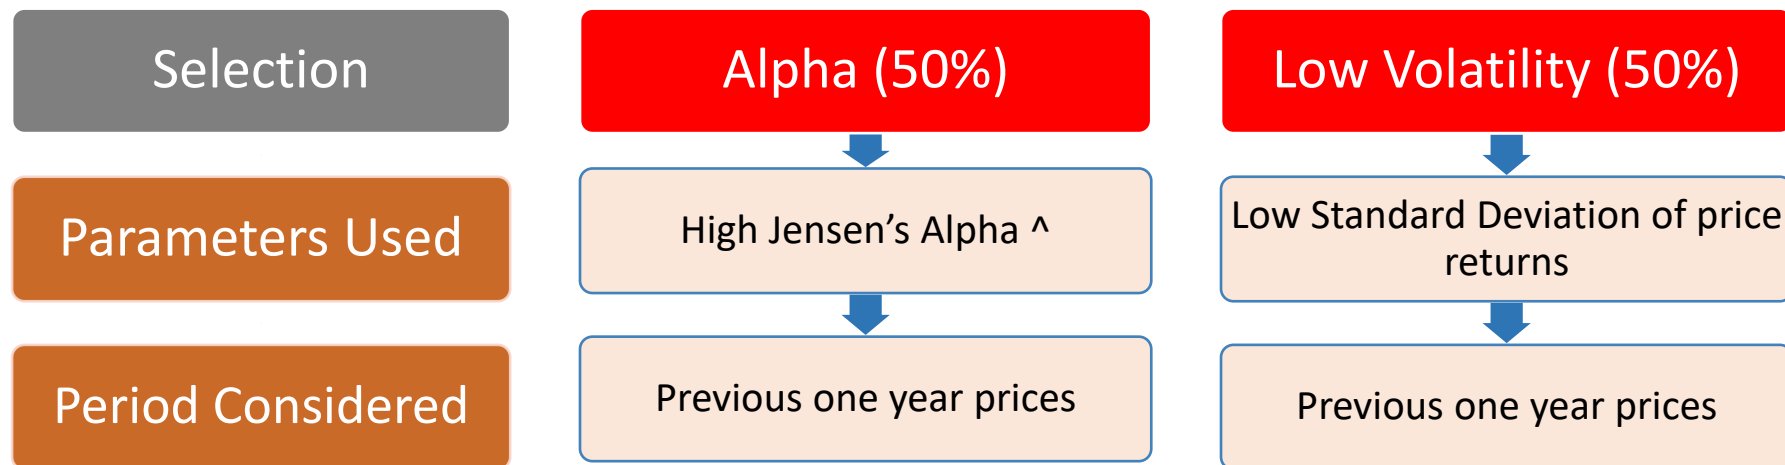 Selection
Alpha (50%)
Low Volatility (50%)
Parameters Used
High Jensen’s Alpha ^
Low Standard Deviation of price
returns
Period Considered
Previous one year prices
Previous one year prices